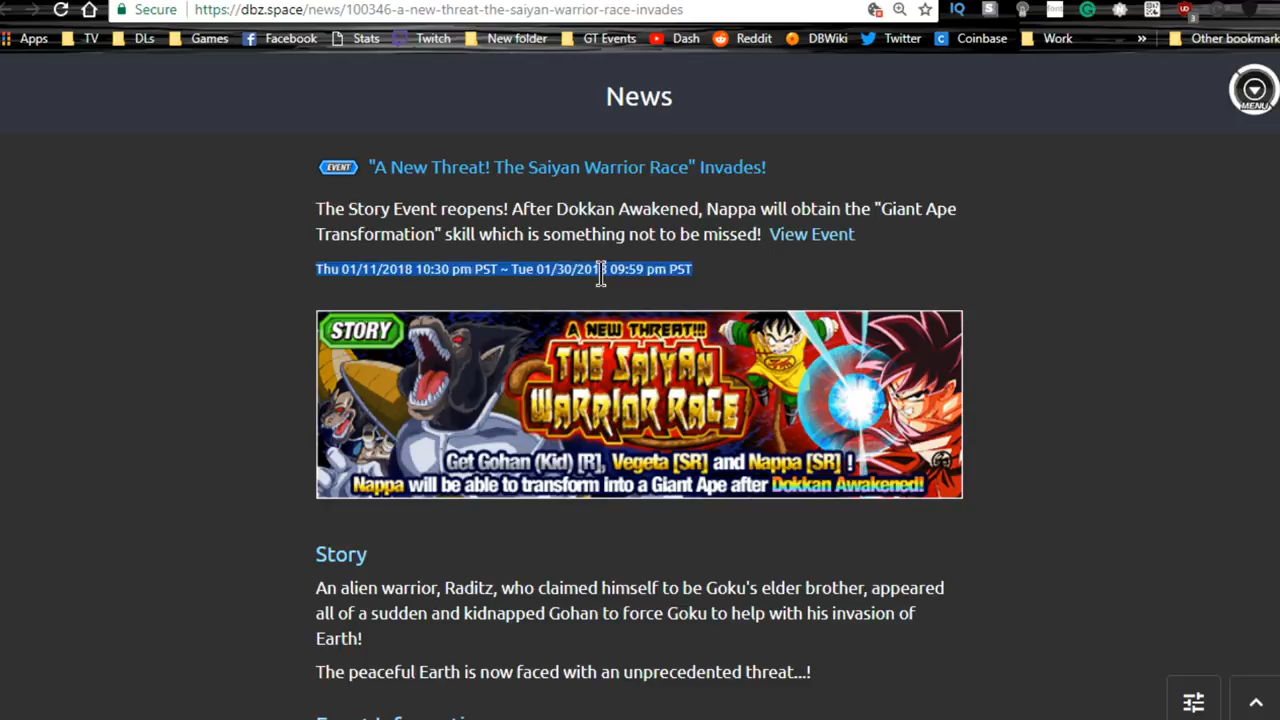 Secure https://dbz.space/news/100346-a-new-threat-the-saiyan-warrior-race-invades
Apps TV DLs Games Facebook Stats Twitch New folder GT Events Dash Reddit DBWiki Twitter Coinbase Work » Other bookmark
News
MENU
EVENT "A New Threat! The Saiyan Warrior Race" Invades!
The Story Event reopens! After Dokkan Awakened, Nappa will obtain the "Giant Ape
Transformation" skill which is something not to be missed! View Event
Thu 01/11/2018 10:30 pm PST ~ Tue 01/30/2018 09:59 pm PST
STORY
A NEW THREAT!!!
THE SAIYAN
WARRIOR RACE
Get Gohan (Kid) [R], Vegeta [SR] and Nappa [SR] !
Nappa will be able to transform into a Giant Ape after Dokkan Awakened!
Story
An alien warrior, Raditz, who claimed himself to be Goku's elder brother, appeared
all of a sudden and kidnapped Gohan to force Goku to help with his invasion of
Earth!
The peaceful Earth is now faced with an unprecedented threat...!